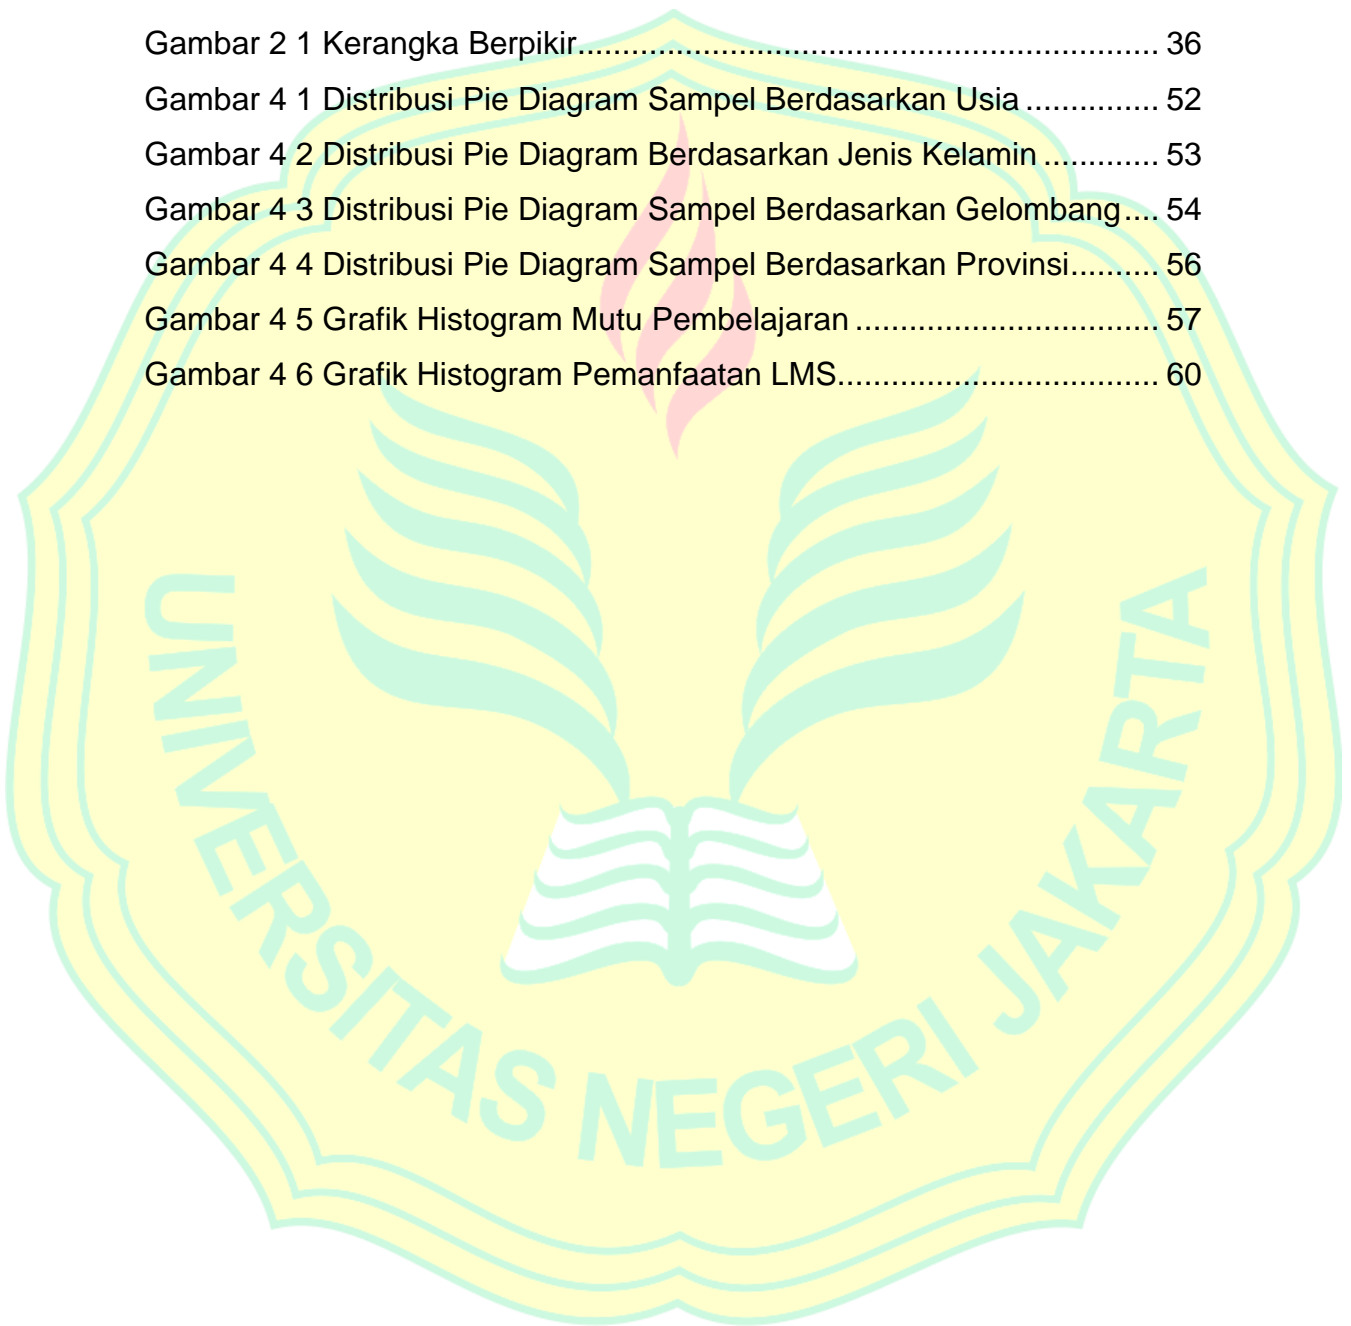 Gambar 2 1 Kerangka Berpikir................................................................. 36
Gambar 4 1 Distribusi Pie Diagram Sampel Berdasarkan Usia ............... 52
Gambar 4 2 Distribusi Pie Diagram Berdasarkan Jenis Kelamin ............. 53
Gambar 4 3 Distribusi Pie Diagram Sampel Berdasarkan Gelombang.... 54
Gambar 4 4 Distribusi Pie Diagram Sampel Berdasarkan Provinsi.......... 56
Gambar 4 5 Grafik Histogram Mutu Pembelajaran .................................. 57
Gambar 4 6 Grafik Histogram Pemanfaatan LMS.................................... 60
UNIVERSITAS NEGERI JAKARTA